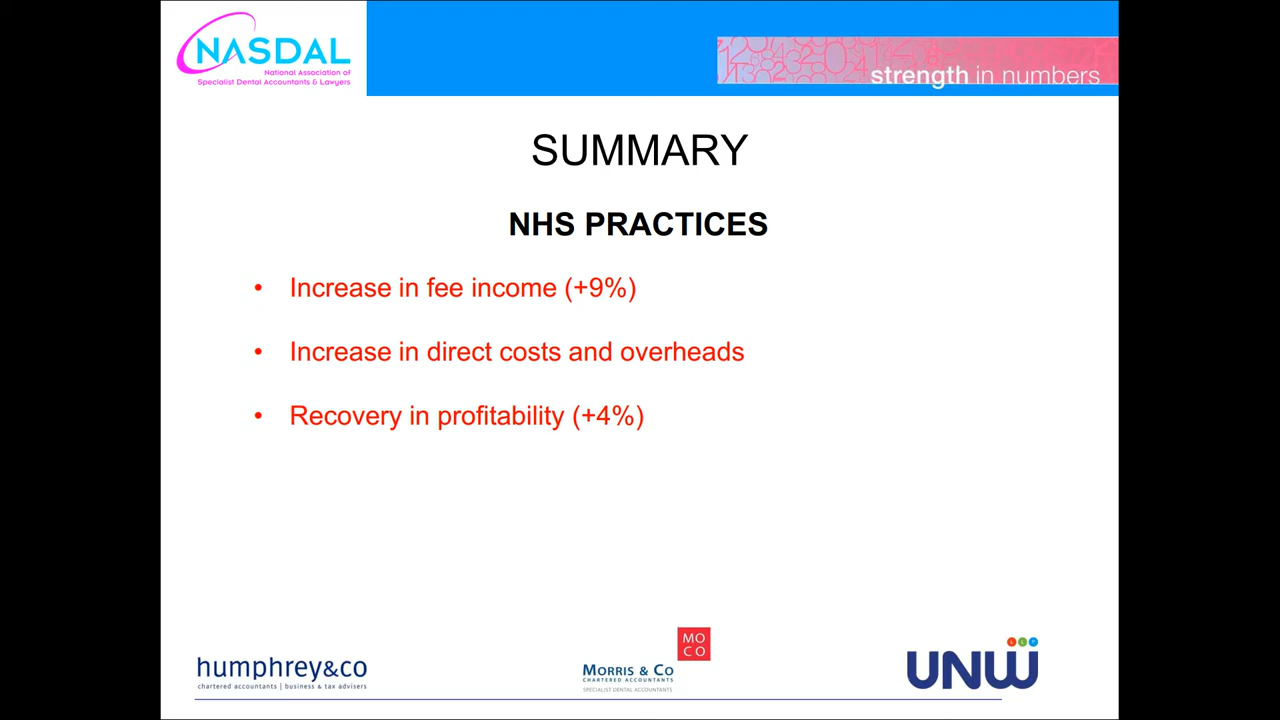 NASDAL
National Association of
Specialist Dental Accountants & Lawyers
strength in numbers
SUMMARY
NHS PRACTICES
• Increase in fee income (+9%)
• Increase in direct costs and overheads
• Recovery in profitability (+4%)
humphrey&co
chartered accountants | business & tax advisers
MO
CO
MORRIS & CO
CHARTERED ACCOUNTANTS
SPECIALIST DENTAL ACCOUNTANTS
LLP
UNW